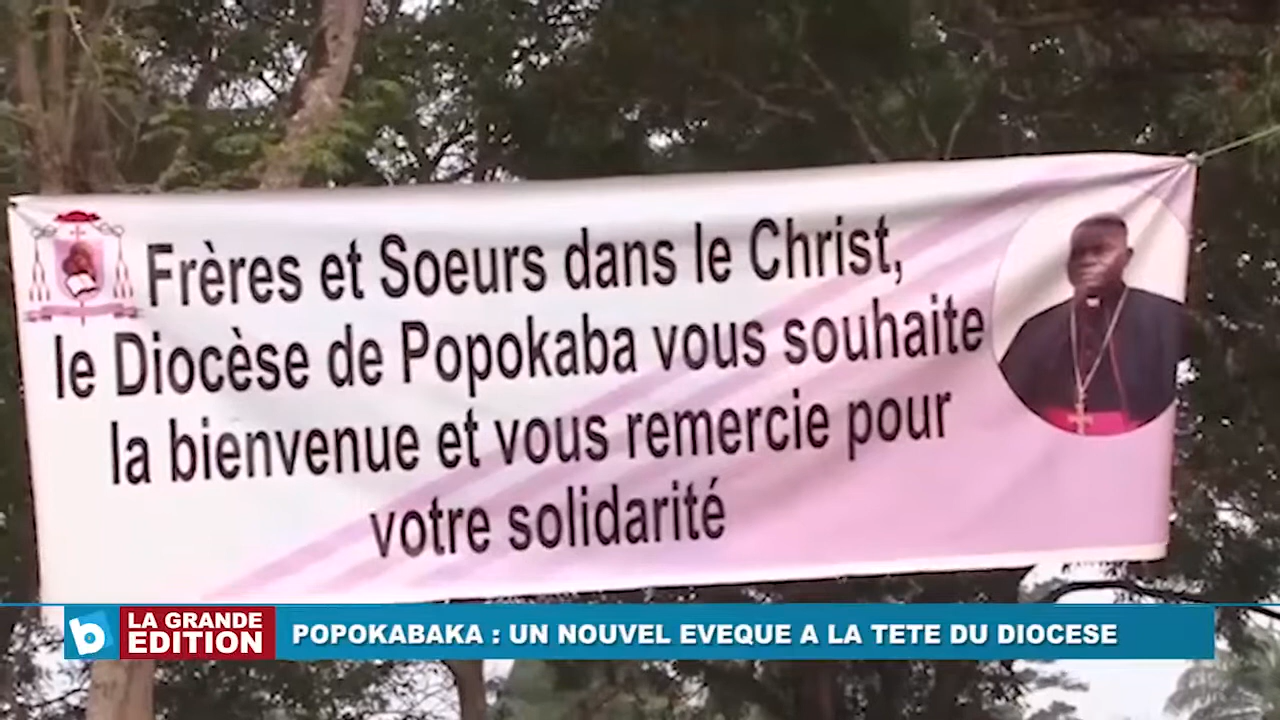 Frères et Soeurs dans le Christ,
le Diocèse de Popokaba vous souhaite
la bienvenue et vous remercie pour
votre solidarité
b
LA GRANDE
EDITION
POPOKABAKA : UN NOUVEL EVEQUE A LA TETE DU DIOCESE